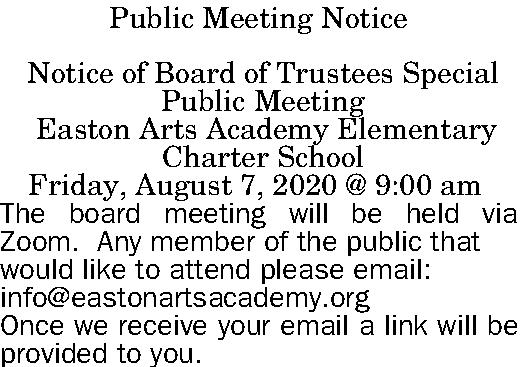 Public Meeting Notice
Notice of Board of Trustees Special
Public Meeting
Easton Arts Academy Elementary
Charter School
Friday, August 7, 2020 @ 9:00 am
The board meeting will be held via
Zoom. Any member of the public that
would like to attend please email:
info@eastonartsacademy.org
Once we receive your email a link will be
provided to you.